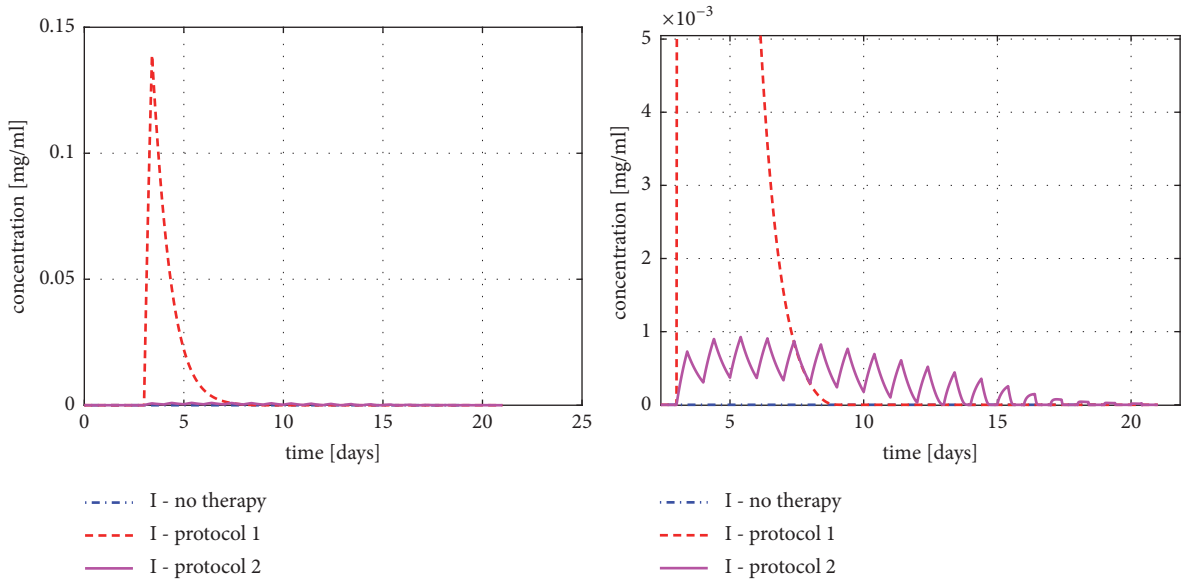 0.15
0.1
0.05
0
0
5
10
15
20
25
concentration [mg/ml]
time [days]
I - no therapy
I - protocol 1
I - protocol 2
×10−3
5
4
3
2
1
0
5
10
15
20
concentration [mg/ml]
time [days]
I - no therapy
I - protocol 1
I - protocol 2